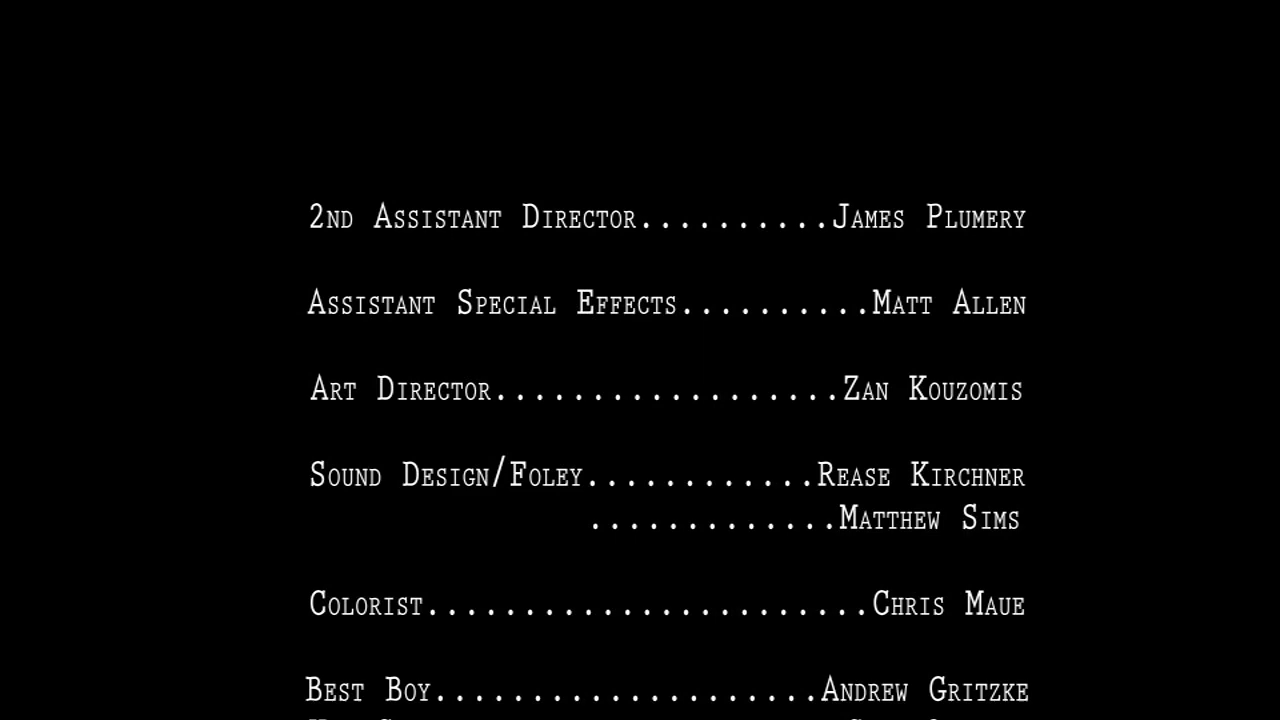 2nd Assistant Director..........James Plumery
Assistant Special Effects..........Matt Allen
Art Director..................Zan Kouzomis
Sound Design/Foley............Rease Kirchner
.............Matthew Sims
Colorist.......................Chris Maue
Best Boy....................Andrew Gritzke